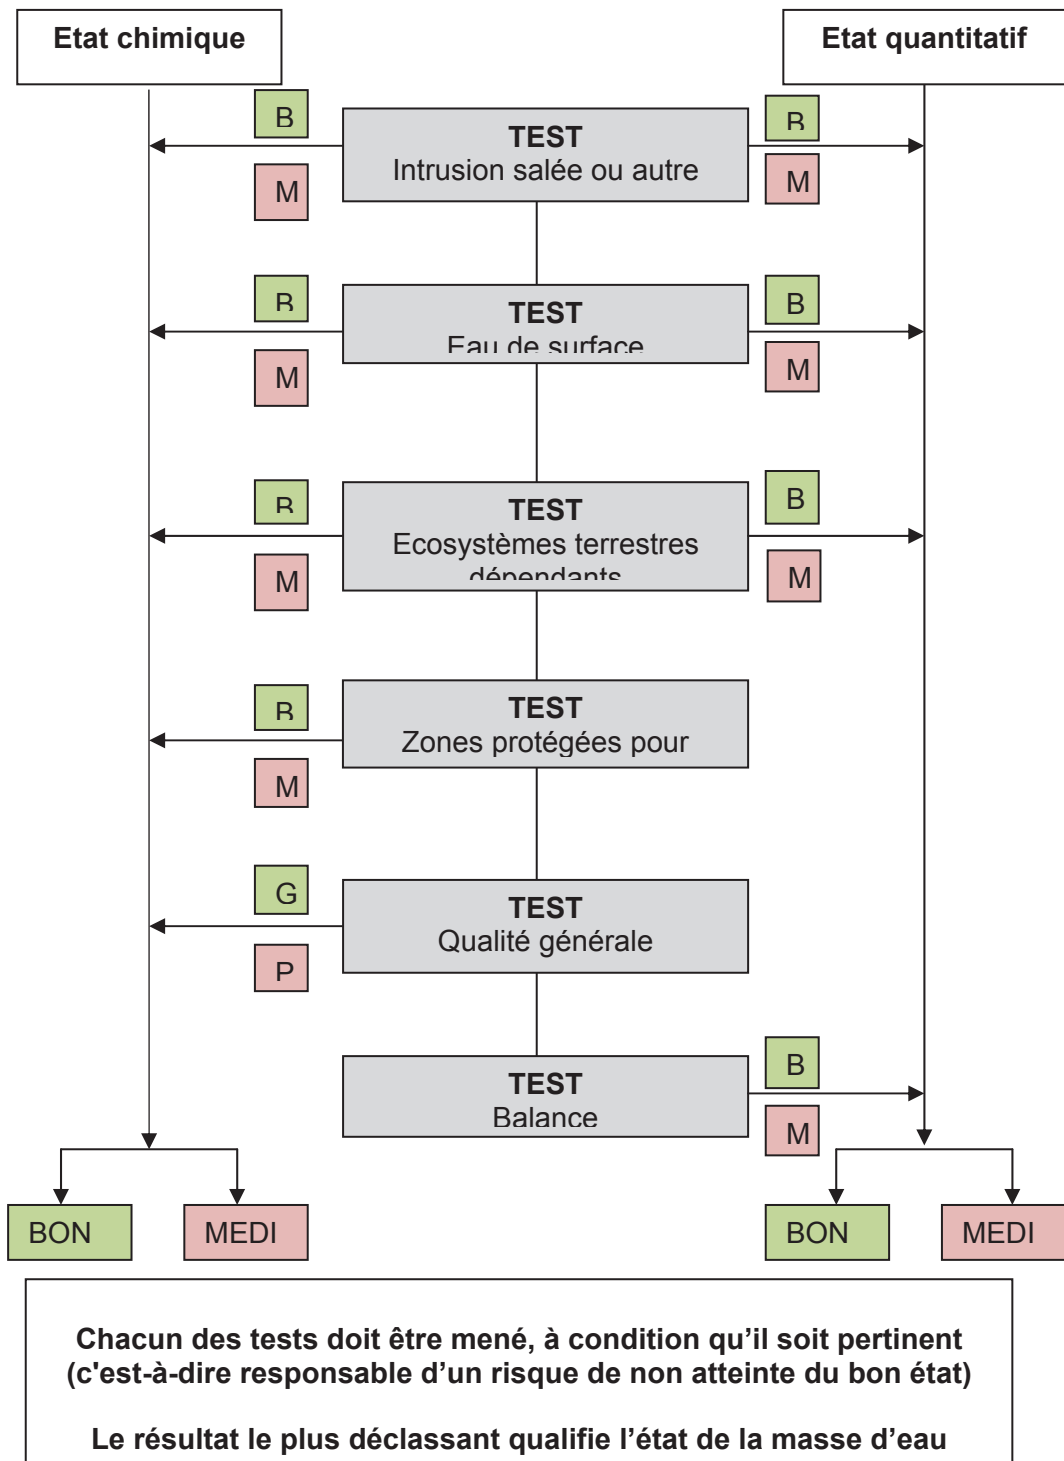 Etat chimique
Etat quantitatif
B
TEST
B
Intrusion salée ou autre
M
M
B
TEST
B
Eau de surface
M
M
B
TEST
B
Ecosystèmes terrestres
dépendants
M
M
B
TEST
Zones protégées pour
M
G
TEST
Qualité générale
P
TEST
B
Balance
M
BON
MEDI
BON
MEDI
Chacun des tests doit être mené, à condition qu’il soit pertinent
(c'est-à-dire responsable d’un risque de non atteinte du bon état)
Le résultat le plus déclassant qualifie l’état de la masse d’eau